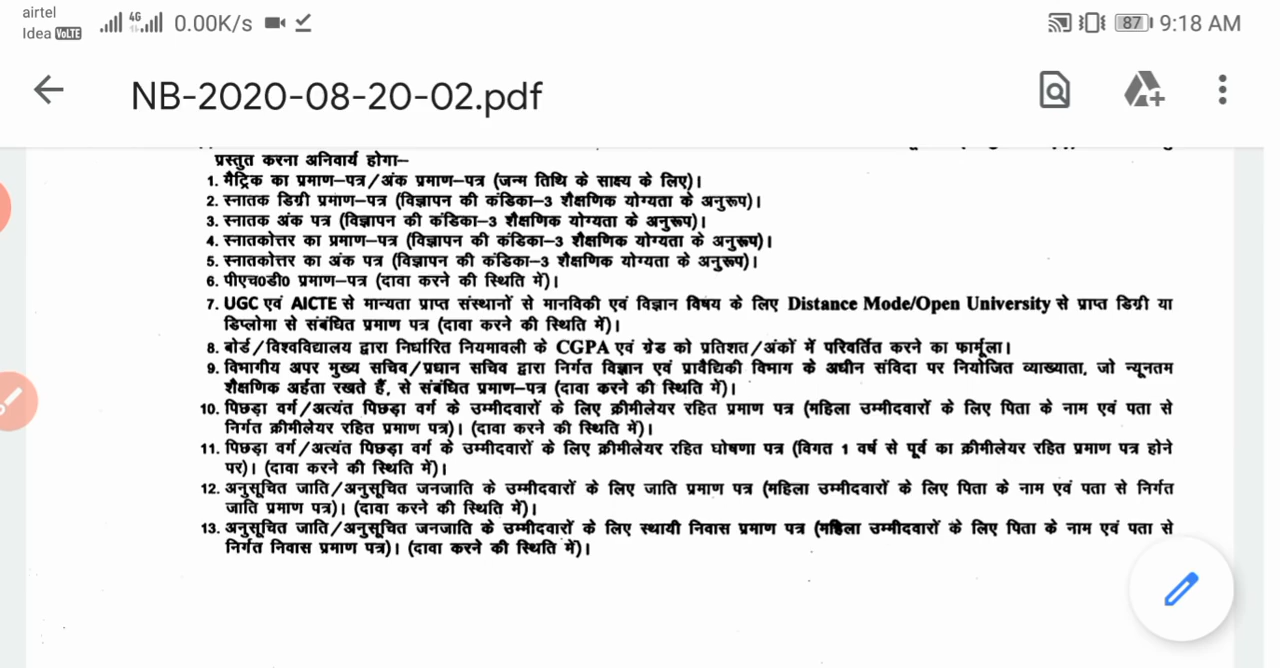 airtel
Idea VoLTE 4G 0.00K/s 87 9:18 AM
NB-2020-08-20-02.pdf
प्रस्तुत करना अनिवार्य होगा–
1. मैट्रिक का प्रमाण–पत्र/अंक प्रमाण–पत्र (जन्म तिथि के साक्ष्य के लिए)।
2. स्नातक डिग्री प्रमाण–पत्र (विज्ञापन की कंडिका–3 शैक्षणिक योग्यता के अनुरूप)।
3. स्नातक अंक पत्र (विज्ञापन की कंडिका–3 शैक्षणिक योग्यता के अनुरूप)।
4. स्नातकोत्तर का प्रमाण–पत्र (विज्ञापन की कंडिका–3 शैक्षणिक योग्यता के अनुरूप)।
5. स्नातकोत्तर का अंक पत्र (विज्ञापन की कंडिका–3 शैक्षणिक योग्यता के अनुरूप)।
6. पीएच0डी0 प्रमाण–पत्र (दावा करने की स्थिति में)।
7. UGC एवं AICTE से मान्यता प्राप्त संस्थानों से मानविकी एवं विज्ञान विषय के लिए Distance Mode/Open University से प्राप्त डिग्री या
डिप्लोमा से संबंधित प्रमाण पत्र (दावा करने की स्थिति में)।
8. बोर्ड/विश्वविद्यालय द्वारा निर्धारित नियमावली के CGPA एवं ग्रेड को प्रतिशत/अंकों में परिवर्तित करने का फार्मूला।
9. विभागीय अपर मुख्य सचिव/प्रधान सचिव द्वारा निर्गत विज्ञान एवं प्रावैद्यिकी विभाग के अधीन संविदा पर नियोजित व्याख्याता, जो न्यूनतम
शैक्षणिक अर्हता रखते हैं, से संबंधित प्रमाण–पत्र (दावा करने की स्थिति में)।
10. पिछड़ा वर्ग/अत्यंत पिछड़ा वर्ग के उम्मीदवारों के लिए क्रीमीलेयर रहित प्रमाण पत्र (महिला उम्मीदवारों के लिए पिता के नाम एवं पता से
निर्गत क्रीमीलेयर रहित प्रमाण पत्र)। (दावा करने की स्थिति में)।
11. पिछड़ा वर्ग/अत्यंत पिछड़ा वर्ग के उम्मीदवारों के लिए क्रीमीलेयर रहित घोषणा पत्र (विगत 1 वर्ष से पूर्व का क्रीमीलेयर रहित प्रमाण पत्र होने
पर)। (दावा करने की स्थिति में)।
12. अनुसूचित जाति/अनुसूचित जनजाति के उम्मीदवारों के लिए जाति प्रमाण पत्र (महिला उम्मीदवारों के लिए पिता के नाम एवं पता से निर्गत
जाति प्रमाण पत्र)। (दावा करने की स्थिति में)।
13. अनुसूचित जाति/अनुसूचित जनजाति के उम्मीदवारों के लिए स्थायी निवास प्रमाण पत्र (महिला उम्मीदवारों के लिए पिता के नाम एवं पता से
निर्गत निवास प्रमाण पत्र)। (दावा करने की स्थिति में)।